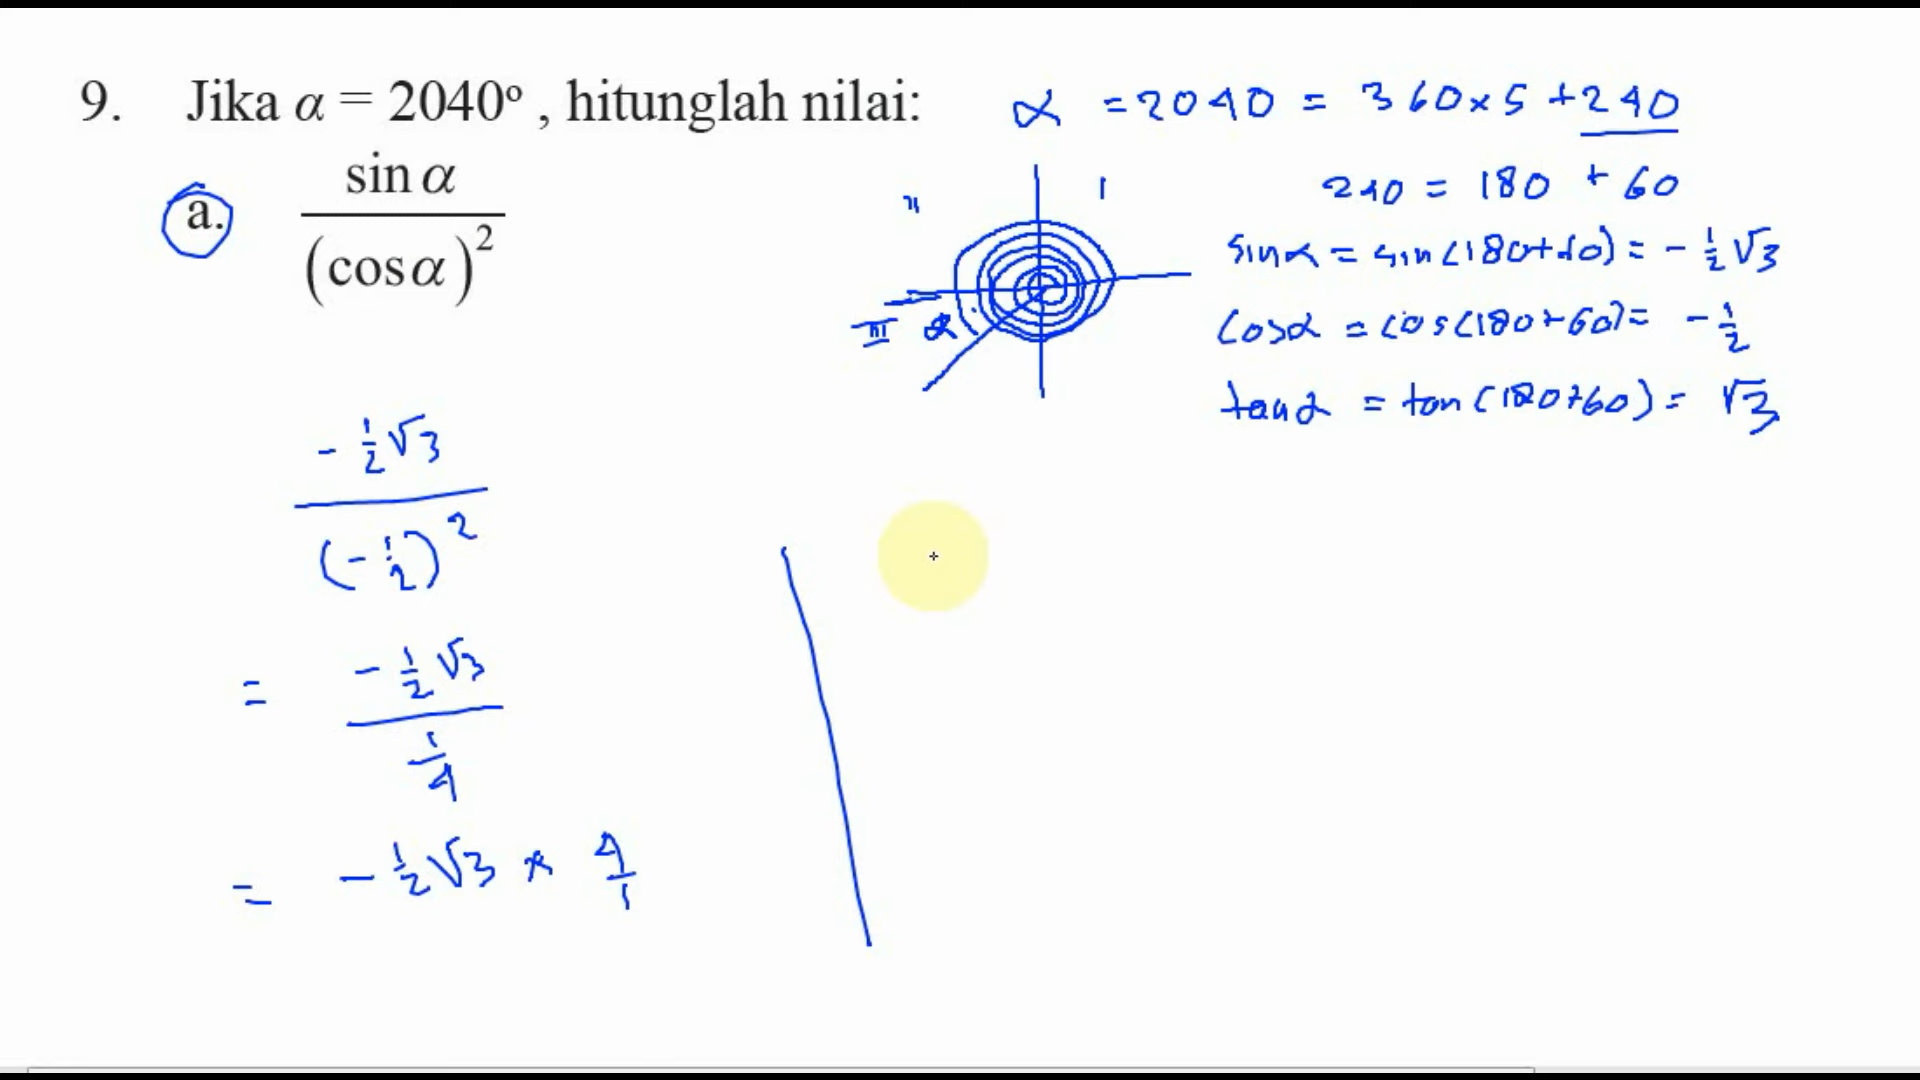 9. Jika α = 2040° , hitunglah nilai:
a. sin α / (cos α)²
α = 2040 = 360 x 5 + 240
240 = 180 + 60
II
I
III α
sin α = sin (180+60) = - 1/2 √3
cos α = cos (180+60) = - 1/2
tan α = tan (180+60) = √3
- 1/2 √3
(- 1/2)²
= - 1/2 √3
1/4
= - 1/2 √3 × 4/1